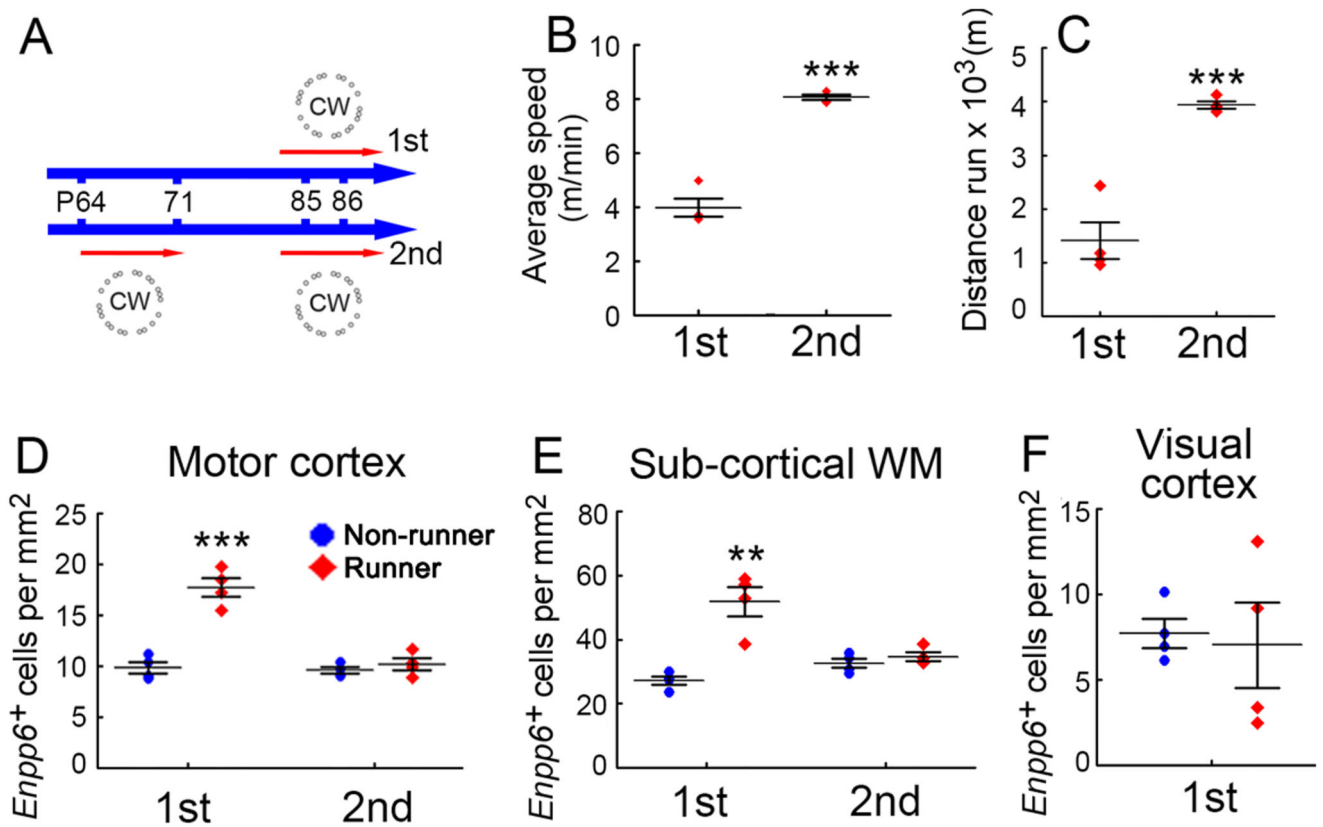 A
CW
1st
P64 71 85 86
2nd
CW CW
B
Average speed
(m/min)
10
8
6
4
2
0
***
1st 2nd
C
Distance run x 10³(m)
5
4
3
2
1
0
***
1st 2nd
D Motor cortex
Enpp6⁺ cells per mm²
25
20
15
10
5
0
***
Non-runner
Runner
1st 2nd
E Sub-cortical WM
Enpp6⁺ cells per mm²
80
60
40
20
0
**
1st 2nd
F Visual
cortex
Enpp6⁺ cells per mm²
15
10
5
0
1st